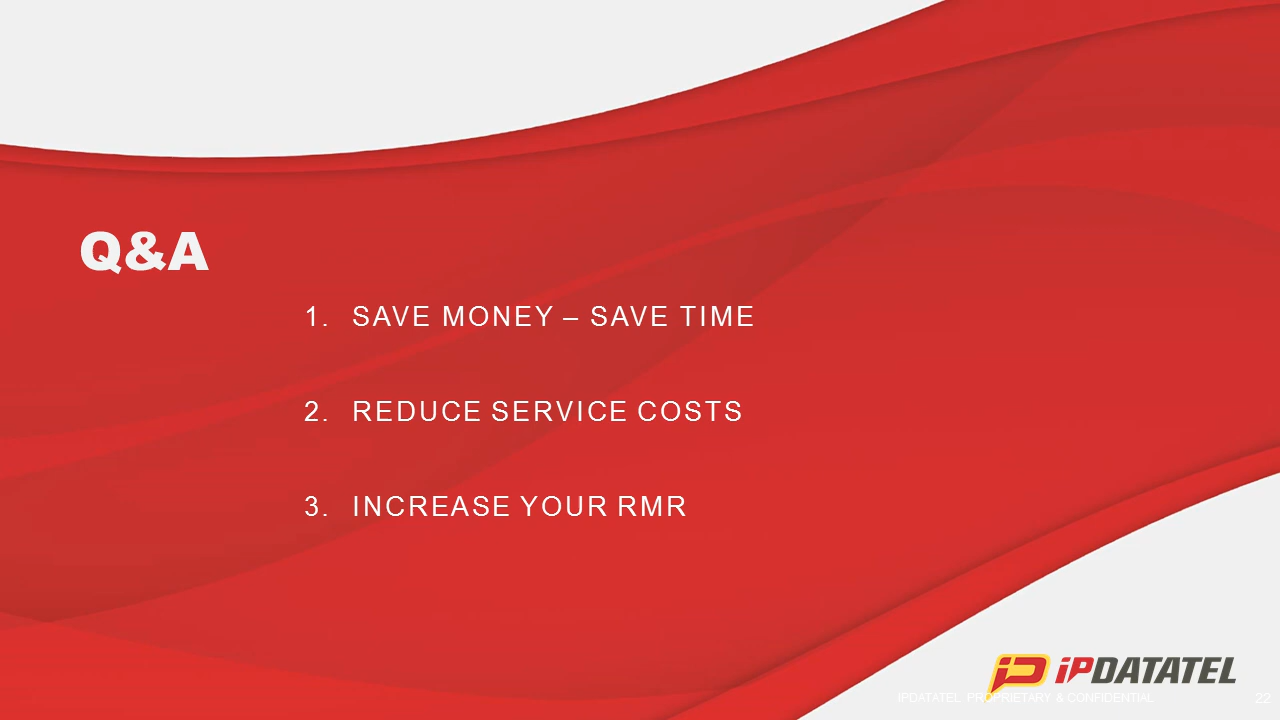 Q&A
1. SAVE MONEY – SAVE TIME
2. REDUCE SERVICE COSTS
3. INCREASE YOUR RMR
iPDATATEL
IPDATATEL PROPRIETARY & CONFIDENTIAL
22